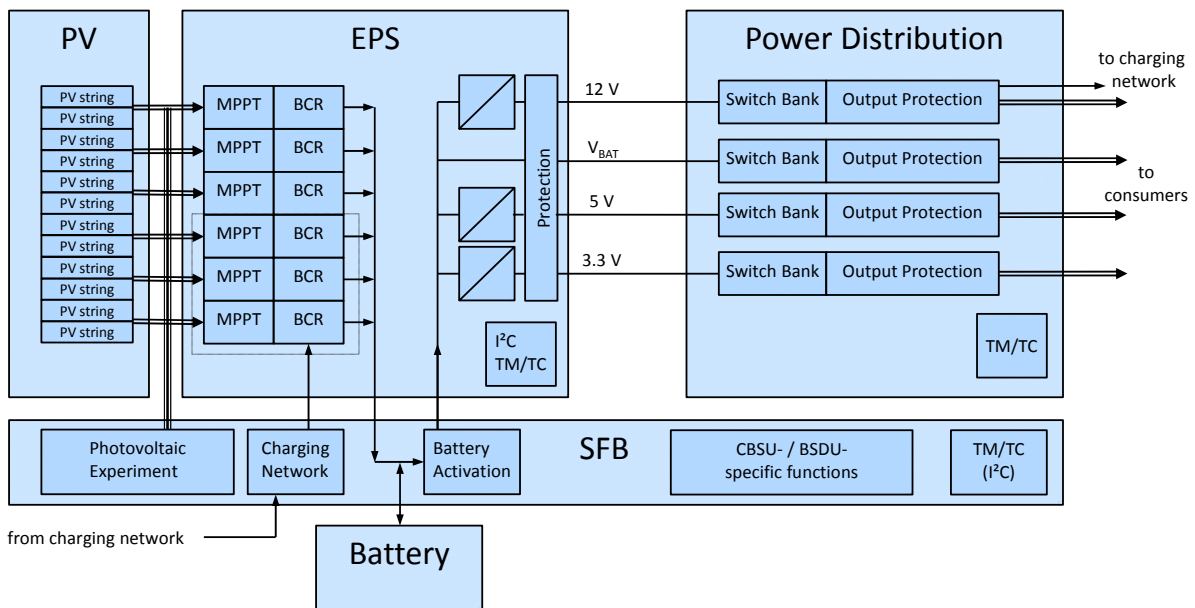 PV
EPS
Power Distribution
PV string
PV string
PV string
PV string
PV string
PV string
PV string
PV string
PV string
PV string
PV string
PV string
MPPT
BCR
MPPT
BCR
MPPT
BCR
MPPT
BCR
MPPT
BCR
MPPT
BCR
Protection
I²C
TM/TC
12 V
V_BAT
5 V
3.3 V
Switch Bank
Output Protection
Switch Bank
Output Protection
Switch Bank
Output Protection
Switch Bank
Output Protection
TM/TC
to charging
network
to
consumers
Photovoltaic
Experiment
Charging
Network
Battery
Activation
SFB
CBSU- / BSDU-
specific functions
TM/TC
(I²C)
from charging network
Battery